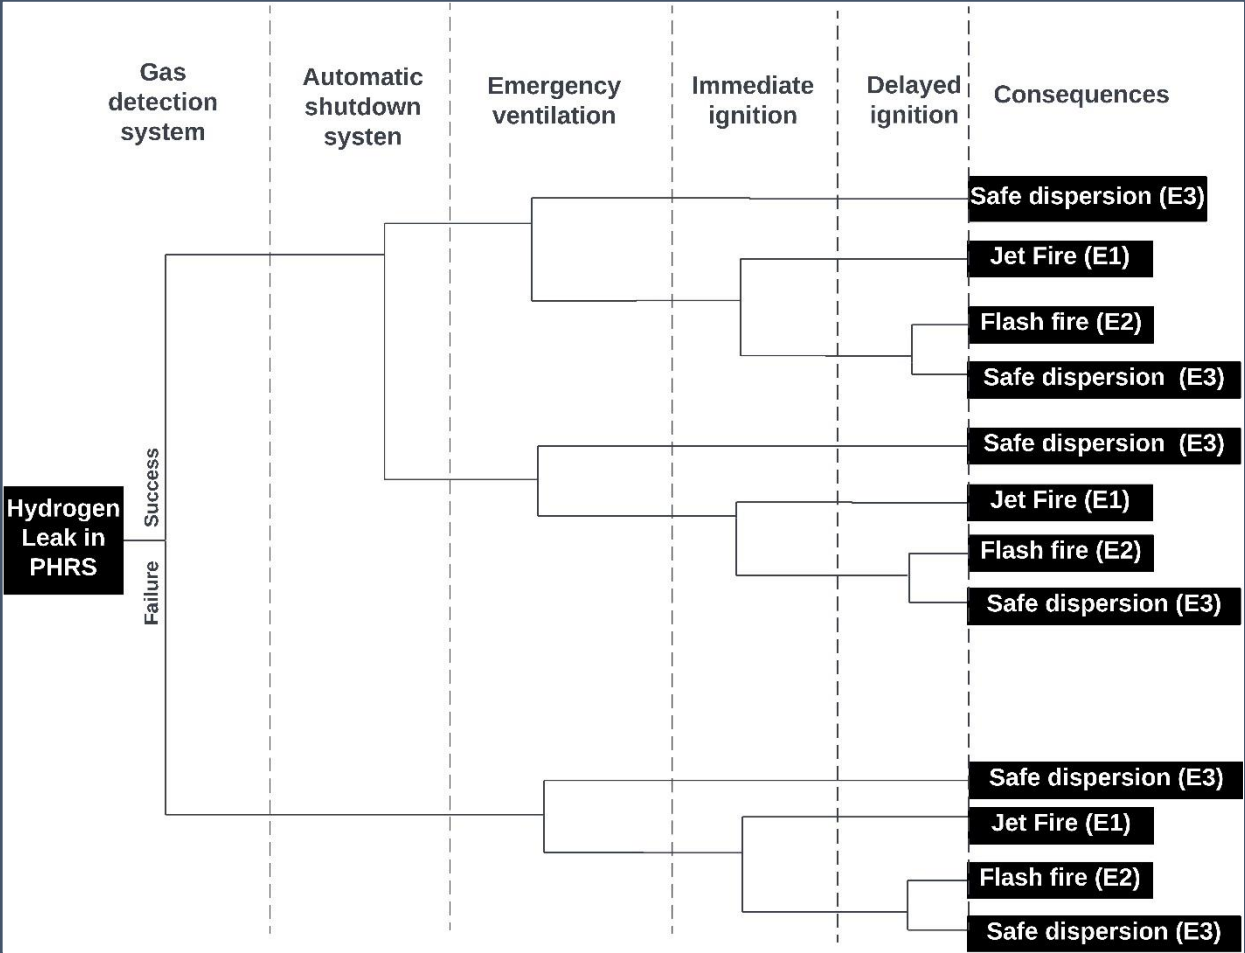 Gas
detection
system
Automatic
shutdown
systen
Emergency
ventilation
Immediate
ignition
Delayed
ignition
Consequences
Safe dispersion (E3)
Jet Fire (E1)
Flash fire (E2)
Safe dispersion (E3)
Safe dispersion (E3)
Success
Hydrogen
Leak in
PHRS
Failure
Jet Fire (E1)
Flash fire (E2)
Safe dispersion (E3)
Safe dispersion (E3)
Jet Fire (E1)
Flash fire (E2)
Safe dispersion (E3)